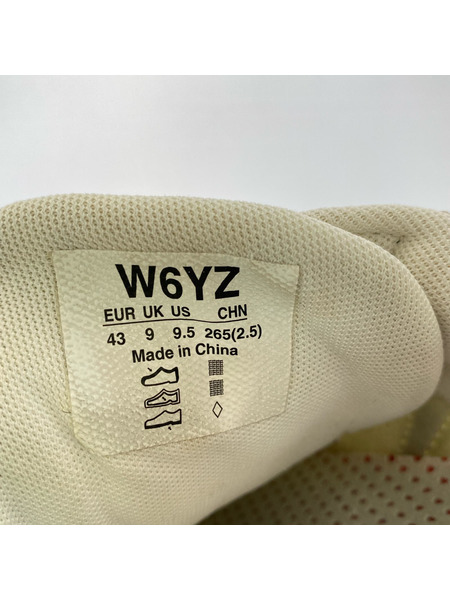 W6YZ
EUR UK US CHN
43 9 9.5 265(2.5)
Made in China